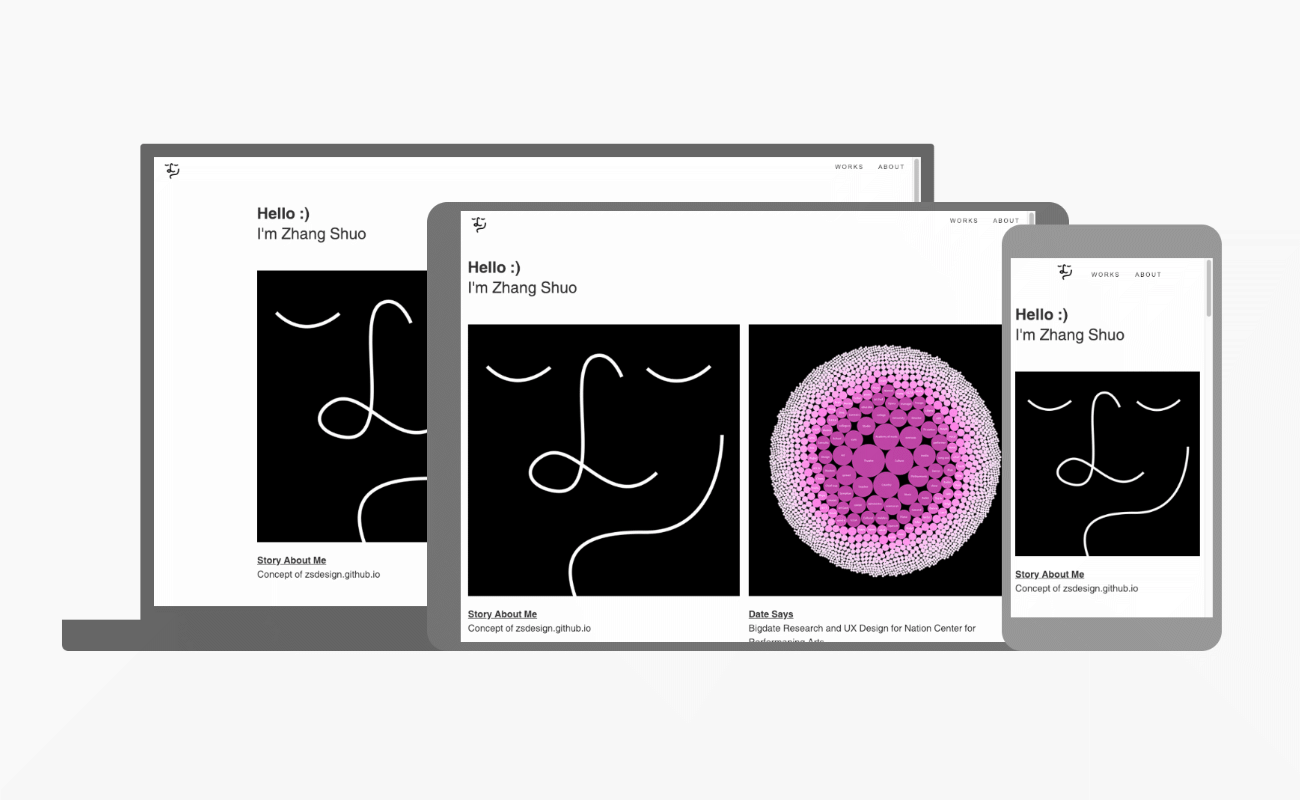 WORKS ABOUT
Hello :)
I'm Zhang Shuo
Story About Me
Concept of zsdesign.github.io
WORKS ABOUT
Hello :)
I'm Zhang Shuo
Story About Me
Concept of zsdesign.github.io
Date Says
Bigdate Research and UX Design for Nation Center for
WORKS ABOUT
Hello :)
I'm Zhang Shuo
Story About Me
Concept of zsdesign.github.io